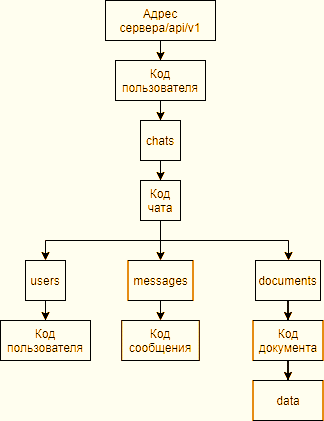 Адрес
сервера/api/v1
Код
пользователя
chats
Код
чата
users
messages
documents
Код
пользователя
Код
сообщения
Код
документа
data